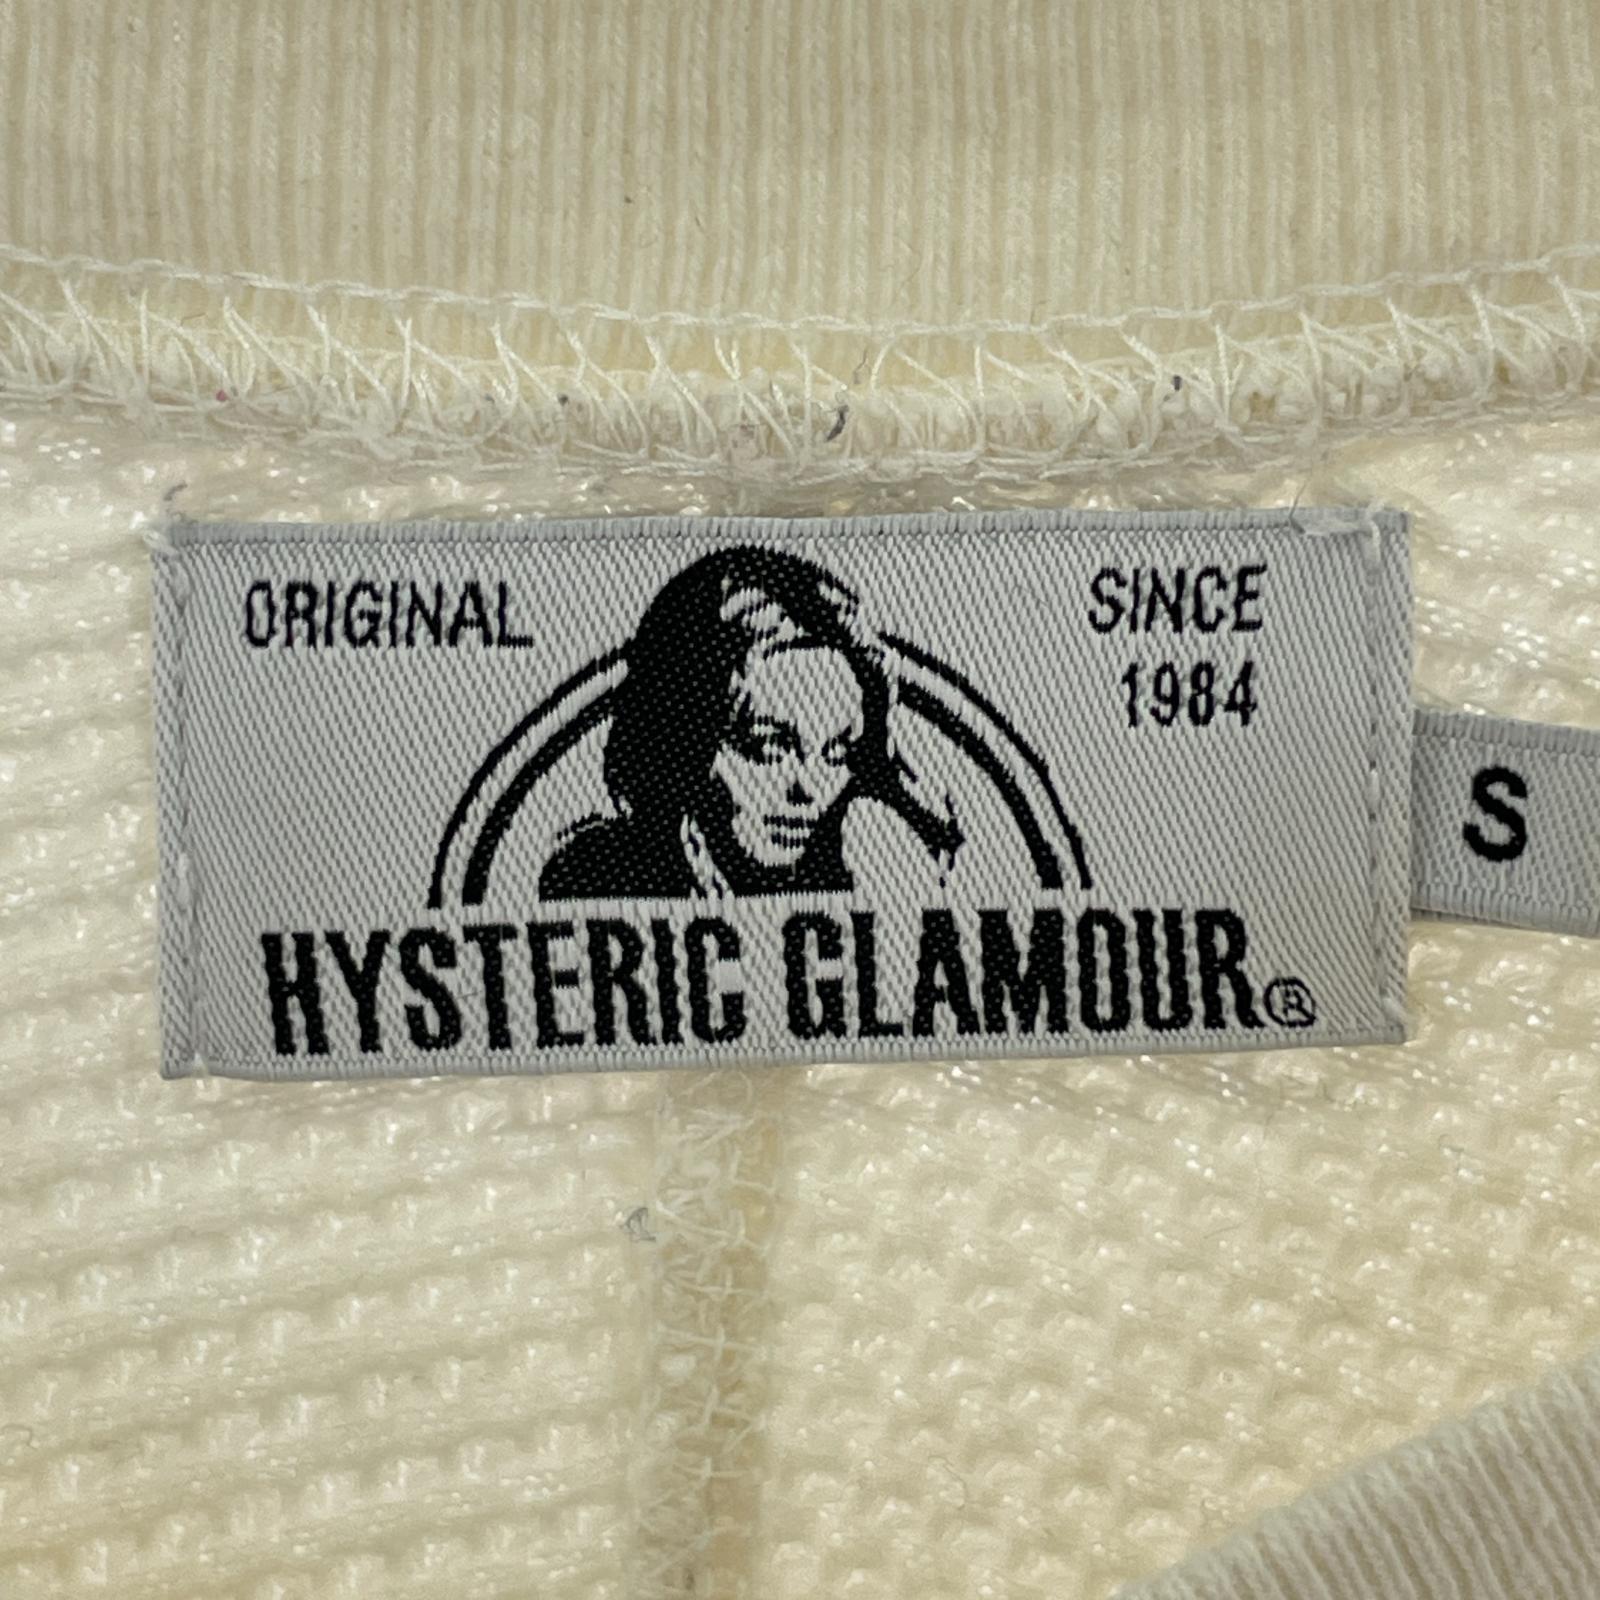 ORIGINAL
SINCE
1984
S
HYSTERIC GLAMOUR®